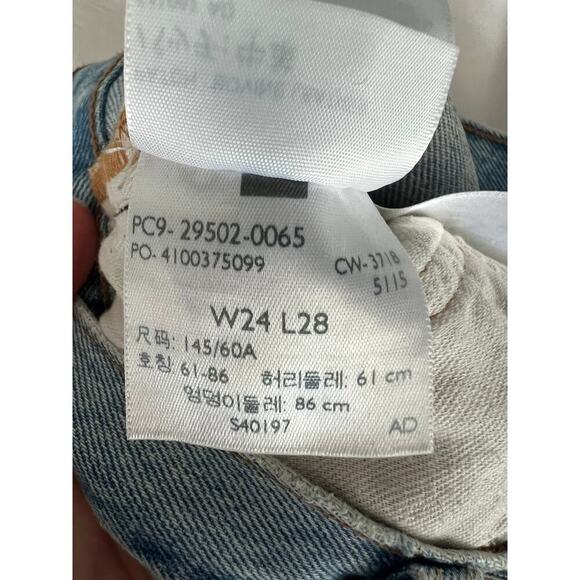 PC9- 29502-0065
PO- 4100375099
CW-3718
5115
W24 L28
尺码: 145/60A
호칭 61-86 허리둘레: 61 cm
엉덩이둘레: 86 cm
S40197
AD